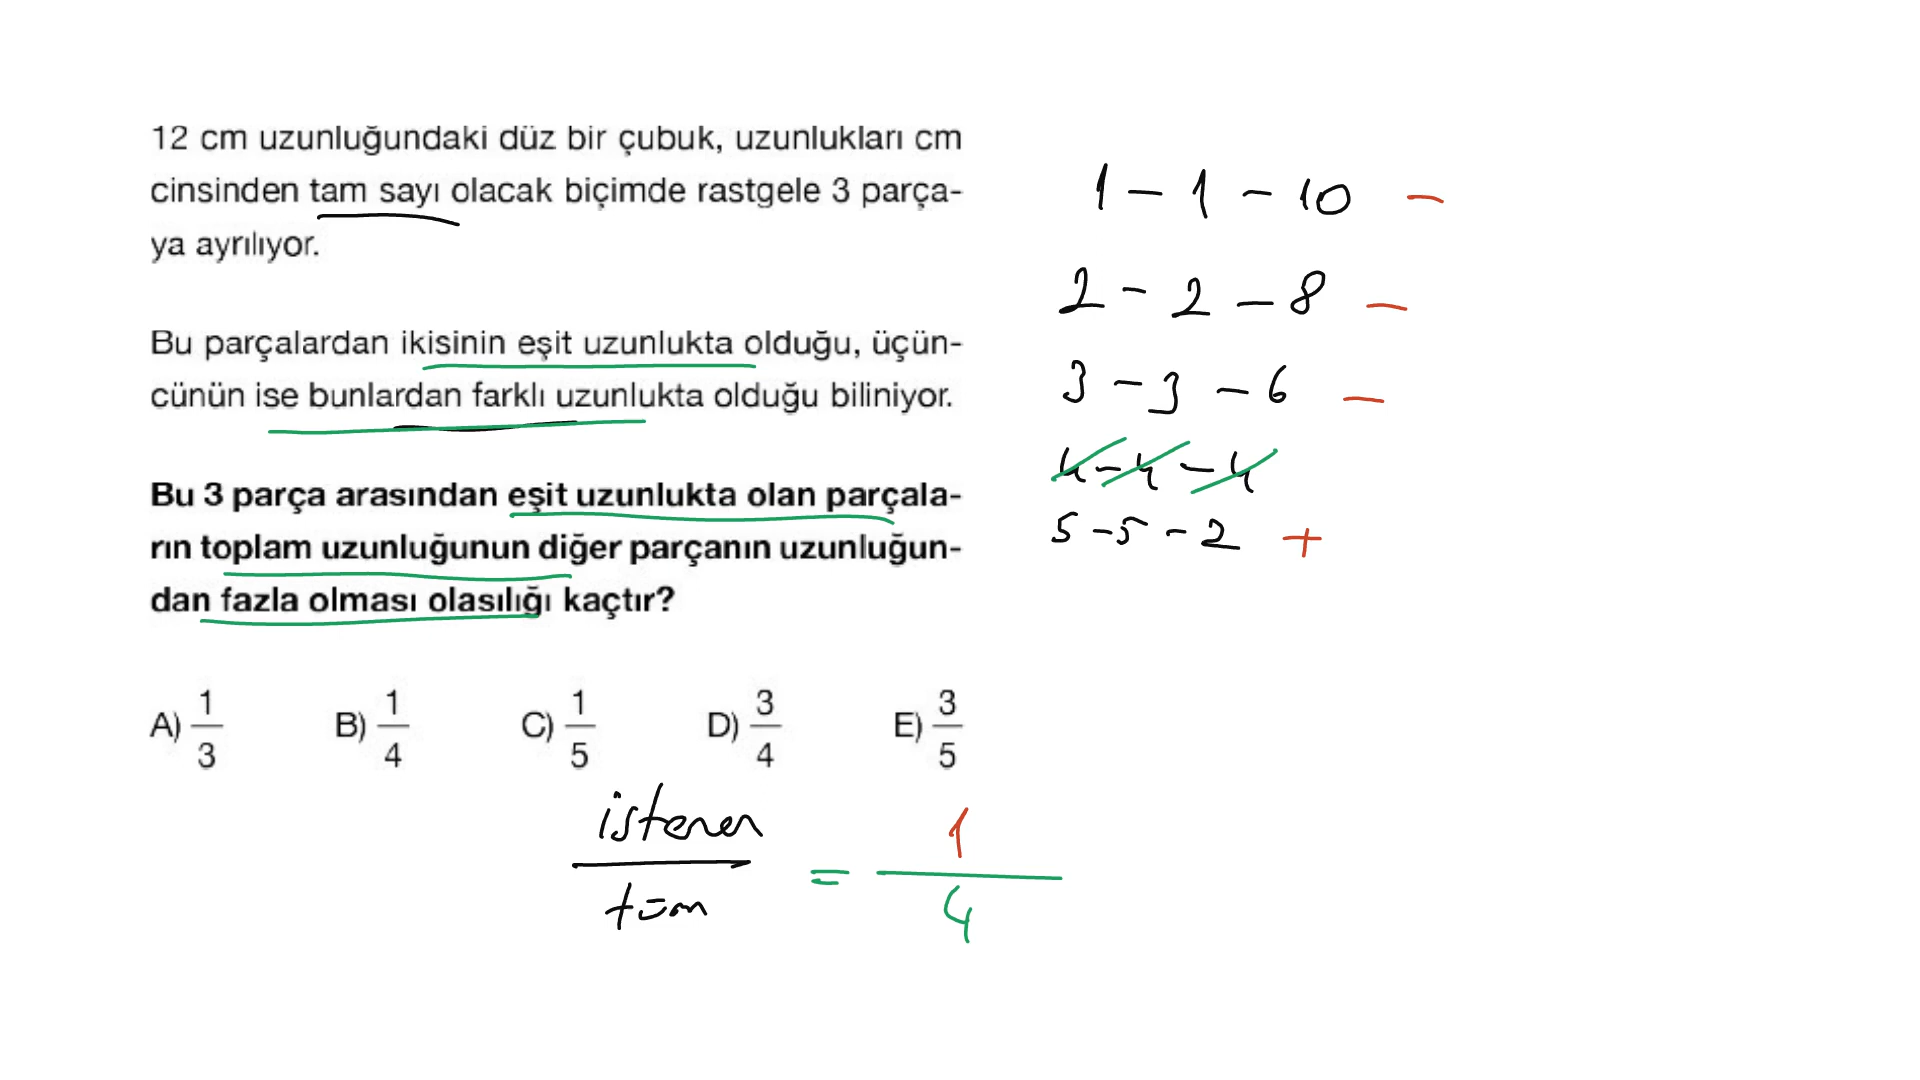 12 cm uzunluğundaki düz bir çubuk, uzunlukları cm
cinsinden tam sayı olacak biçimde rastgele 3 parça-
ya ayrılıyor.
Bu parçalardan ikisinin eşit uzunlukta olduğu, üçün-
cünün ise bunlardan farklı uzunlukta olduğu biliniyor.
Bu 3 parça arasından eşit uzunlukta olan parçala-
rın toplam uzunluğunun diğer parçanın uzunluğun-
dan fazla olması olasılığı kaçtır?
A) 1/3 B) 1/4 C) 1/5 D) 3/4 E) 3/5
1 - 1 - 10 -
2 - 2 - 8 -
3 - 3 - 6 -
4 - 4 - 4
5 - 5 - 2 +
istenen / tüm = 1 / 4